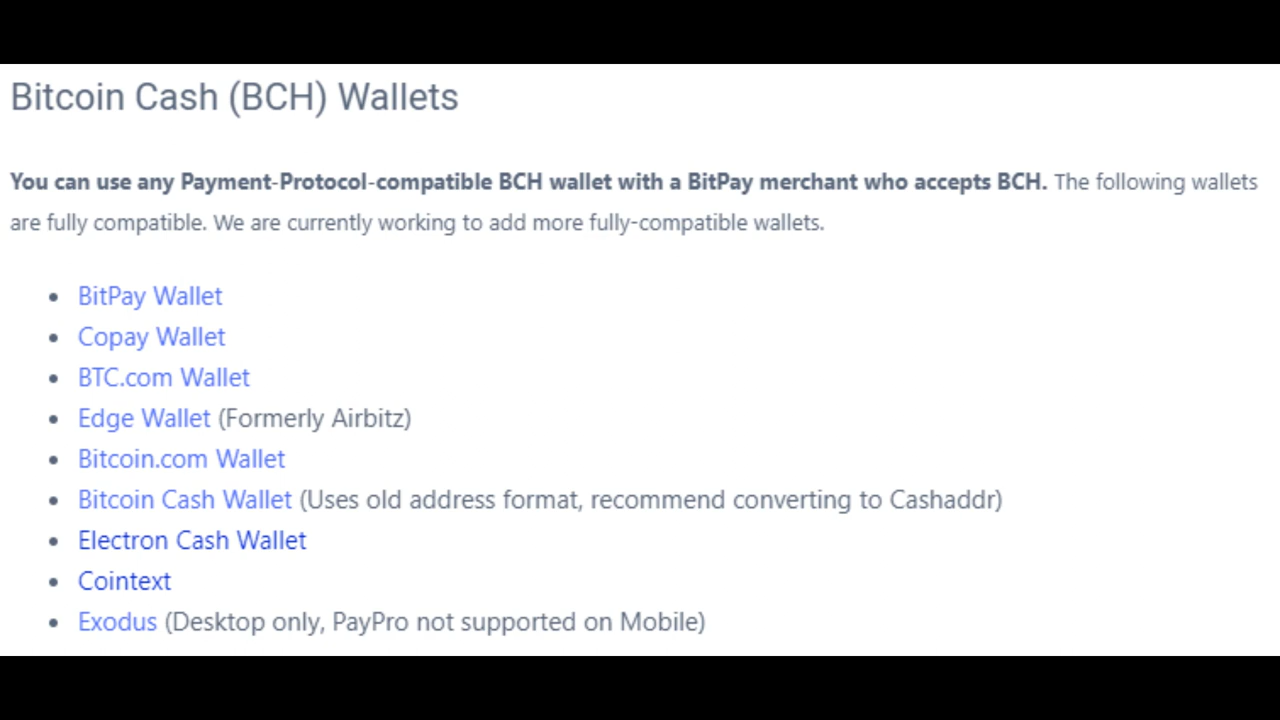 Bitcoin Cash (BCH) Wallets
You can use any Payment-Protocol-compatible BCH wallet with a BitPay merchant who accepts BCH. The following wallets
are fully compatible. We are currently working to add more fully-compatible wallets.
BitPay Wallet
Copay Wallet
BTC.com Wallet
Edge Wallet (Formerly Airbitz)
Bitcoin.com Wallet
Bitcoin Cash Wallet (Uses old address format, recommend converting to Cashaddr)
Electron Cash Wallet
Cointext
Exodus (Desktop only, PayPro not supported on Mobile)